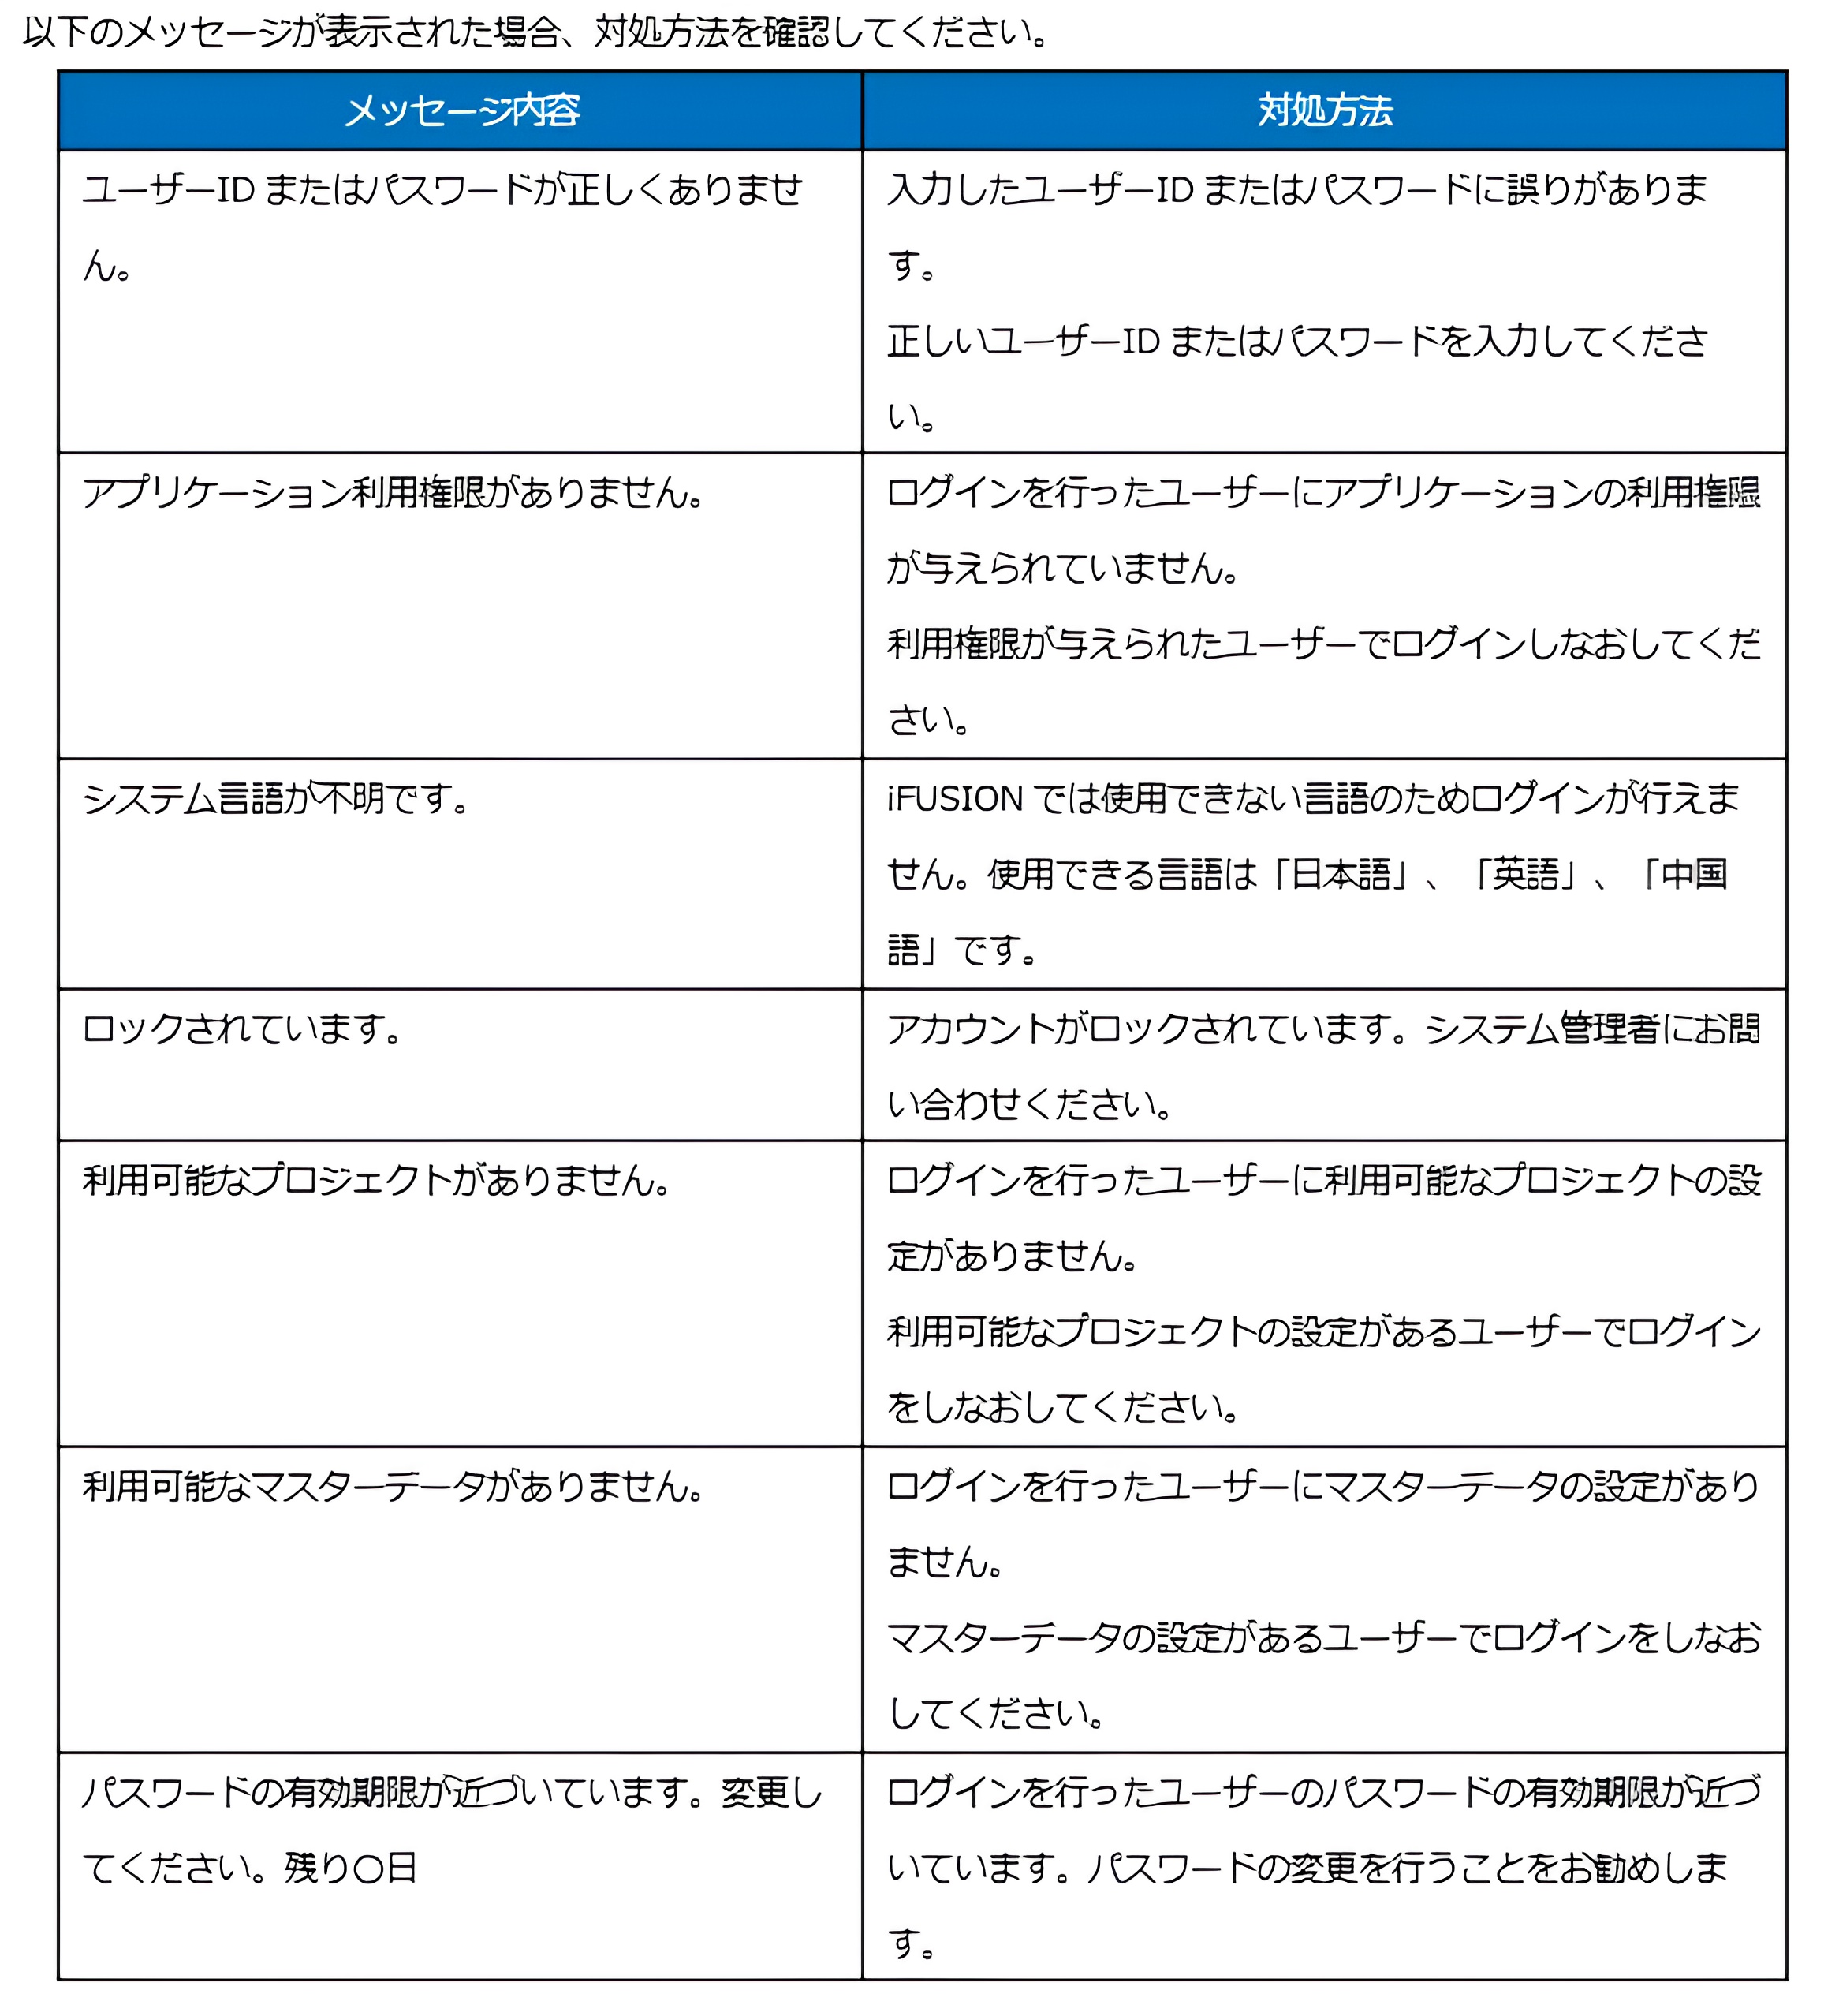 以下のメッセージが表示された場合、対処方法を確認してください。
メッセージ内容
対処方法
ユーザーID またはパスワードが正しくありませ
ん。
入力したユーザーID またはパスワードに誤りがありま
す。
正しいユーザーID またはパスワードを入力してくださ
い。
アプリケーション利用権限がありません。
ログインを行ったユーザーにアプリケーションの利用権限
が与えられていません。
利用権限が与えられたユーザーでログインしなおしてくだ
さい。
システム言語が不明です。
iFUSION では使用できない言語のためログインが行えま
せん。使用できる言語は「日本語」、「英語」、「中国
語」です。
ロックされています。
アカウントがロックされています。システム管理者にお問
い合わせください。
利用可能なプロジェクトがありません。
ログインを行ったユーザーに利用可能なプロジェクトの設
定がありません。
利用可能なプロジェクトの設定があるユーザーでログイン
をしなおしてください。
利用可能なマスターデータがありません。
ログインを行ったユーザーにマスターデータの設定があり
ません。
マスターデータの設定があるユーザーでログインをしなお
してください。
パスワードの有効期限が近づいています。変更し
てください。残り〇日
ログインを行ったユーザーのパスワードの有効期限が近づ
いています。パスワードの変更を行うことをお勧めしま
す。